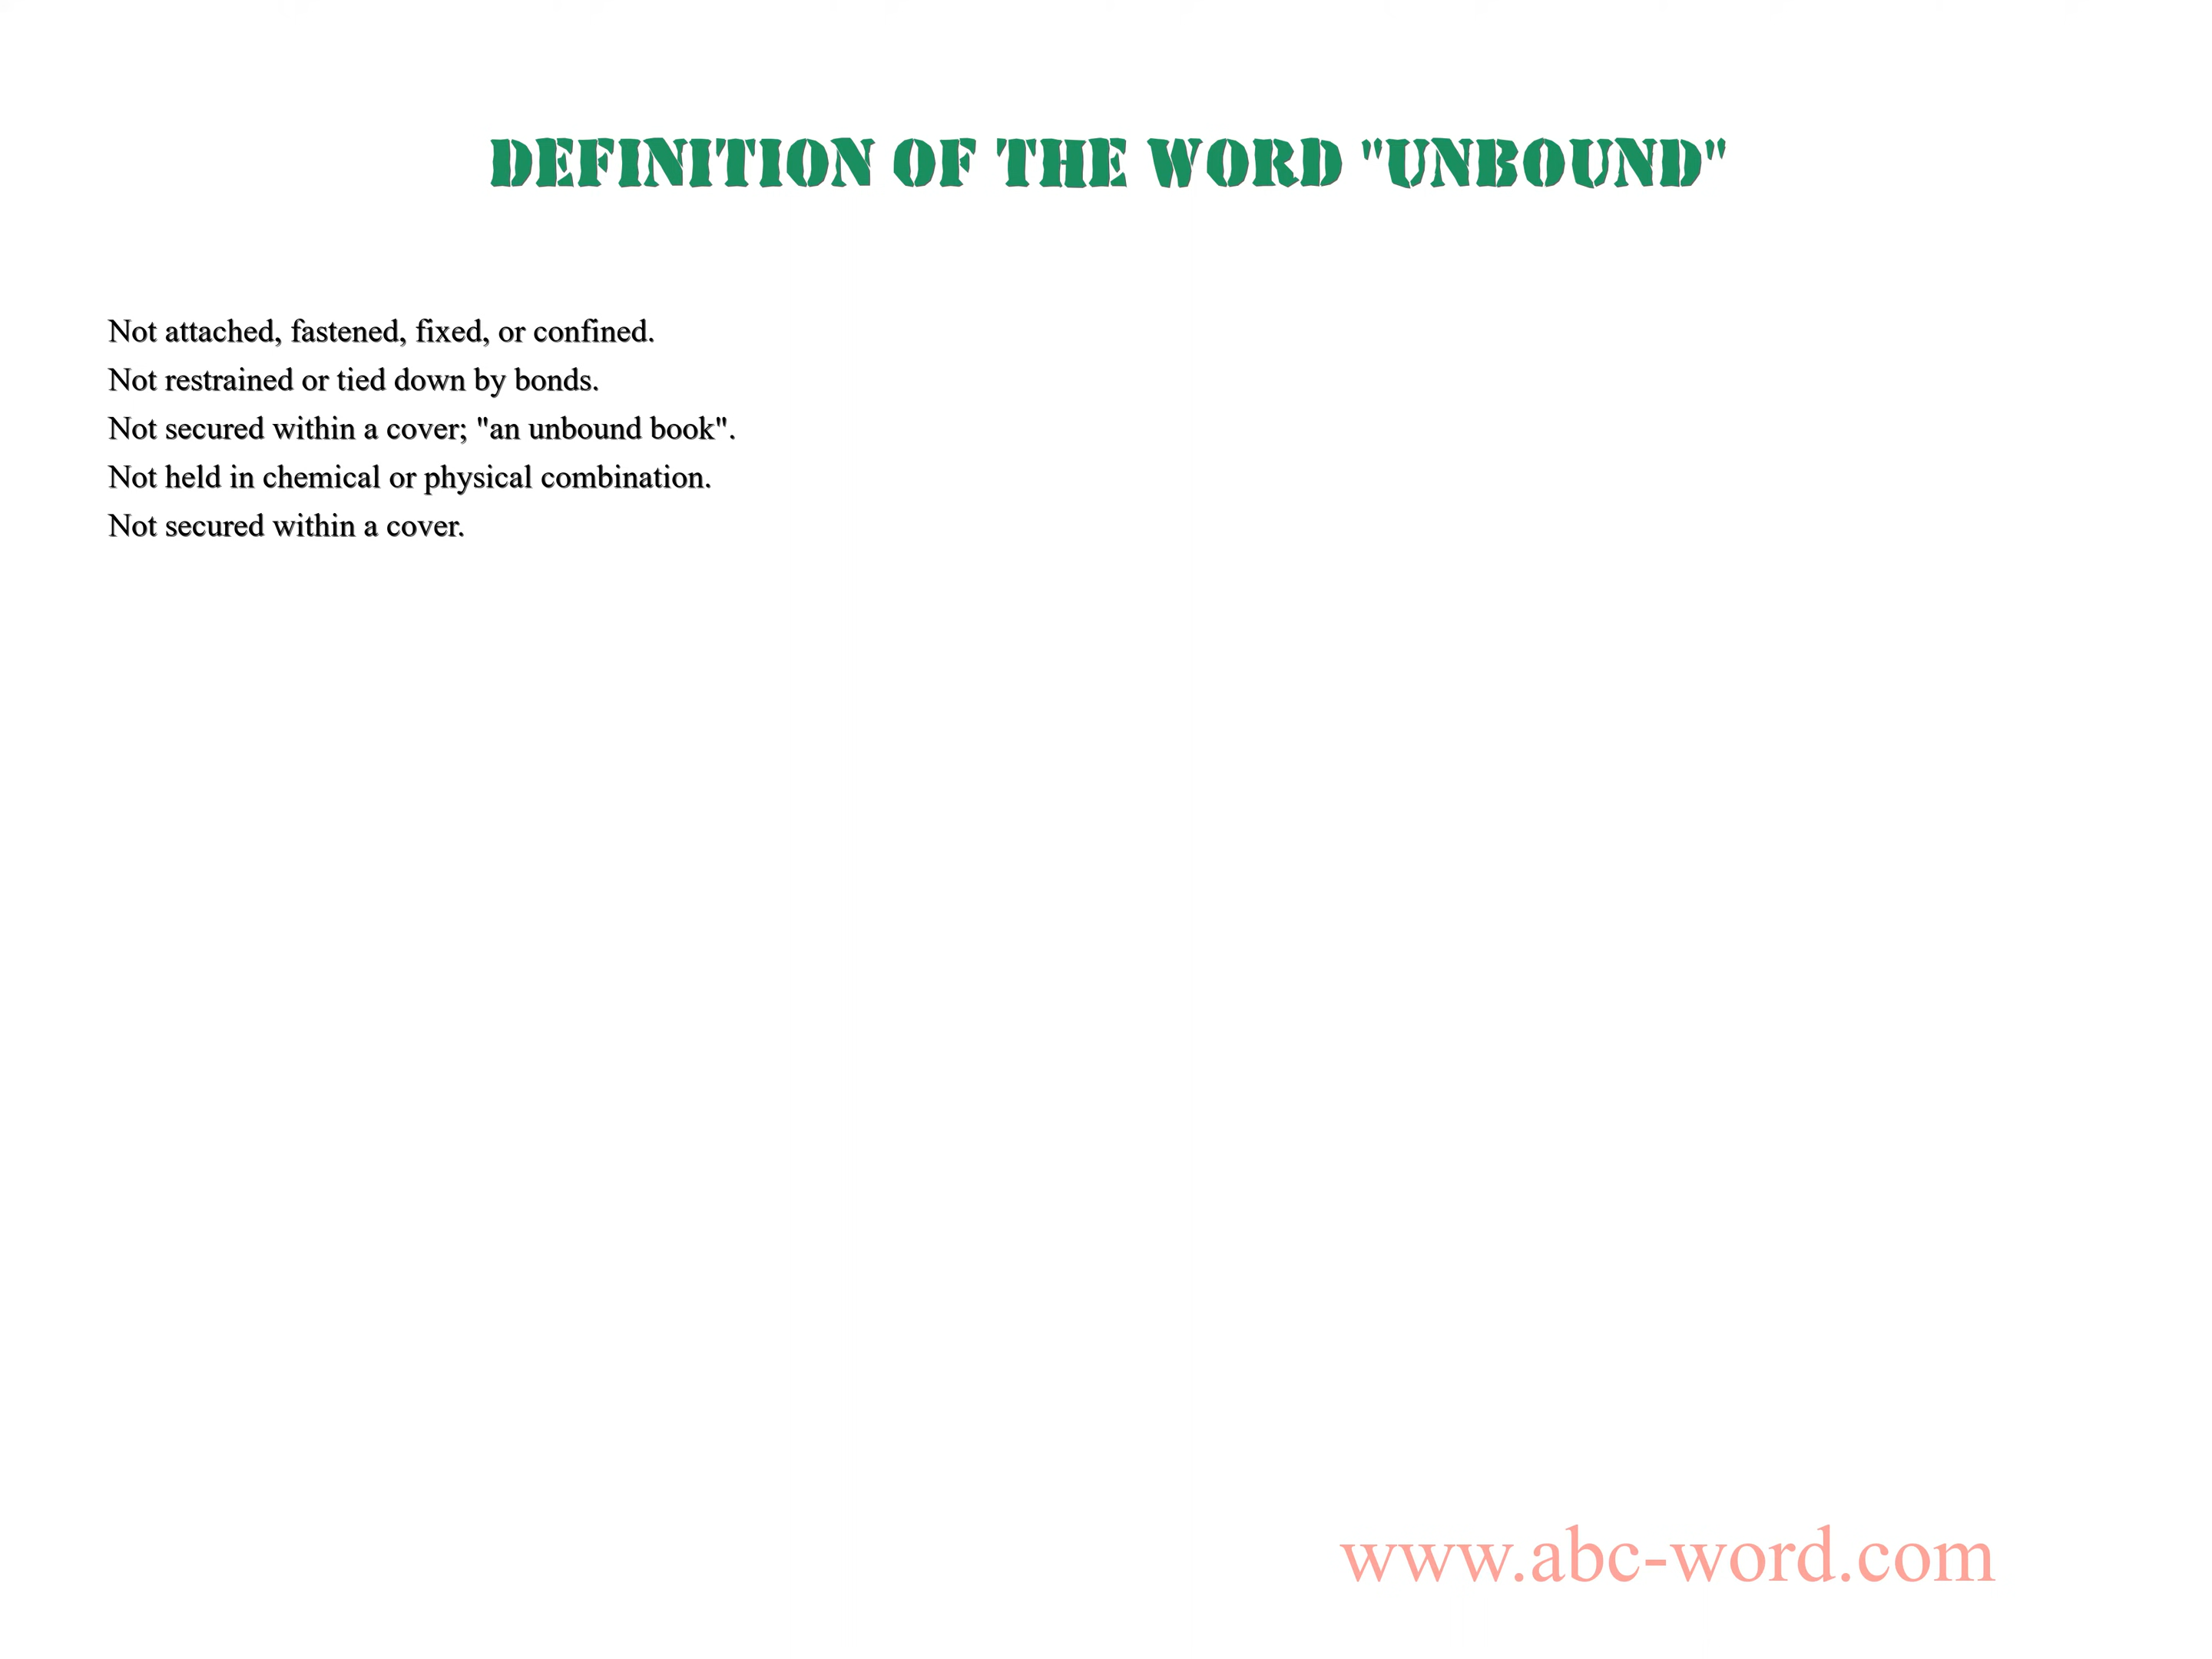 DEFINITION OF THE WORD "UNBOUND"
Not attached, fastened, fixed, or confined.
Not restrained or tied down by bonds.
Not secured within a cover; "an unbound book".
Not held in chemical or physical combination.
Not secured within a cover.
www.abc-word.com